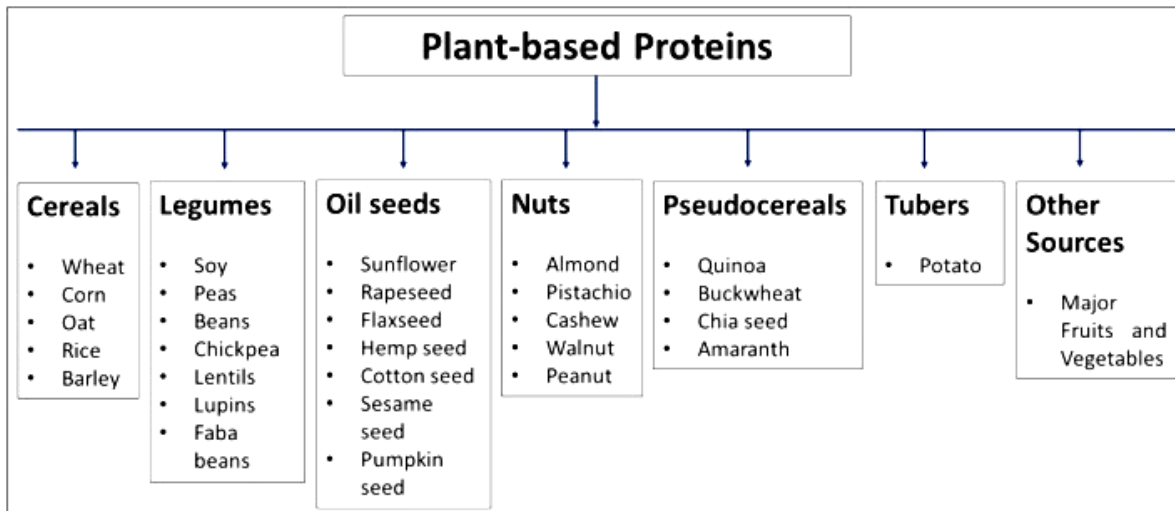 Plant-based Proteins
Cereals
• Wheat
• Corn
• Oat
• Rice
• Barley
Legumes
• Soy
• Peas
• Beans
• Chickpea
• Lentils
• Lupins
• Faba
beans
Oil seeds
• Sunflower
• Rapeseed
• Flaxseed
• Hemp seed
• Cotton seed
• Sesame
seed
• Pumpkin
seed
Nuts
• Almond
• Pistachio
• Cashew
• Walnut
• Peanut
Pseudocereals
• Quinoa
• Buckwheat
• Chia seed
• Amaranth
Tubers
• Potato
Other
Sources
• Major
Fruits and
Vegetables